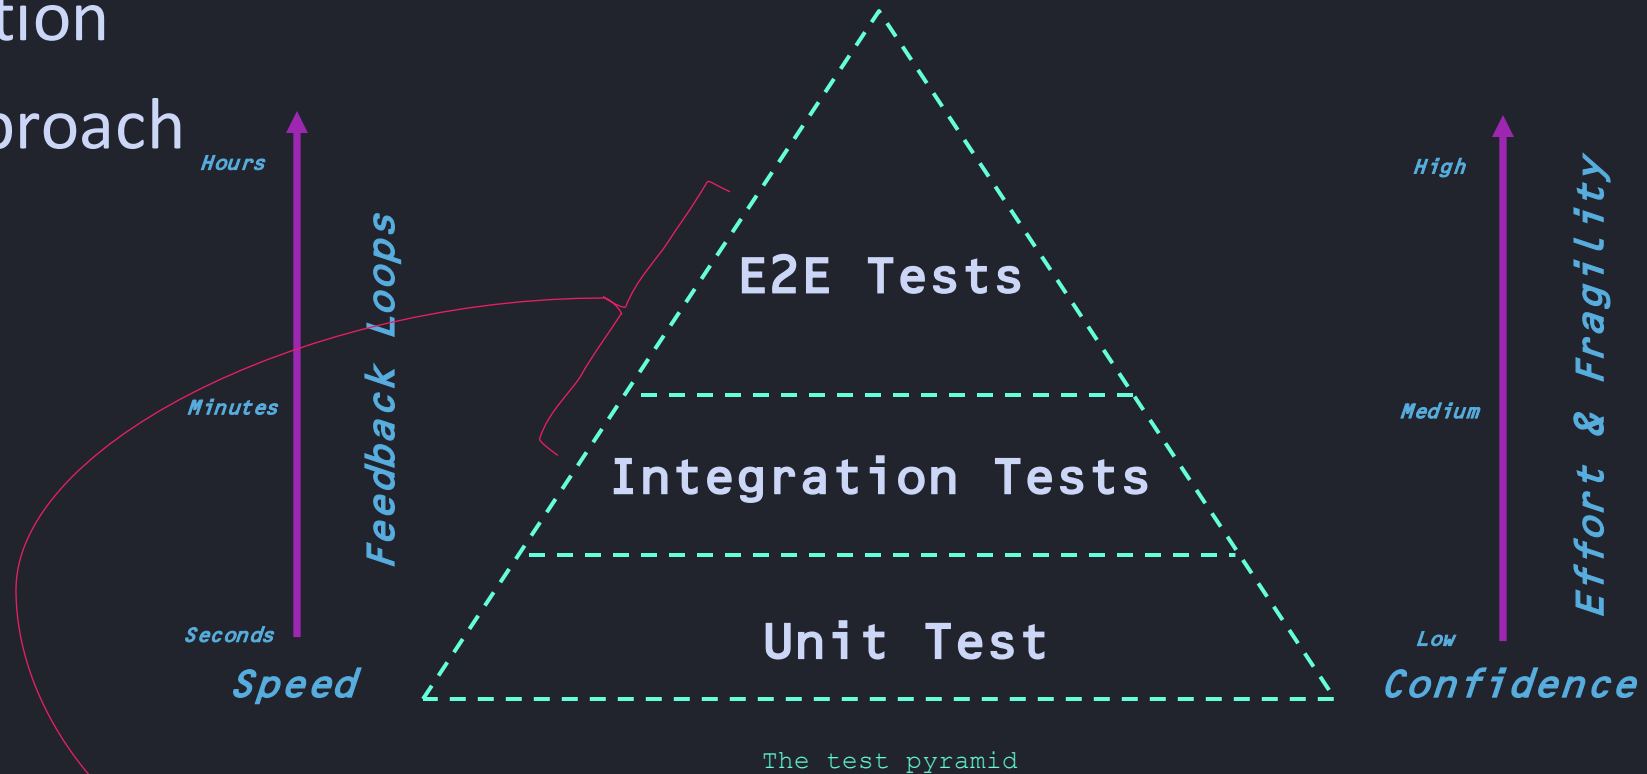 tion
proach
Hours
Minutes
Seconds
Feedback Loops
Speed
E2E Tests
Integration Tests
Unit Test
High
Medium
Low
Effort & Fragility
Confidence
The test pyramid